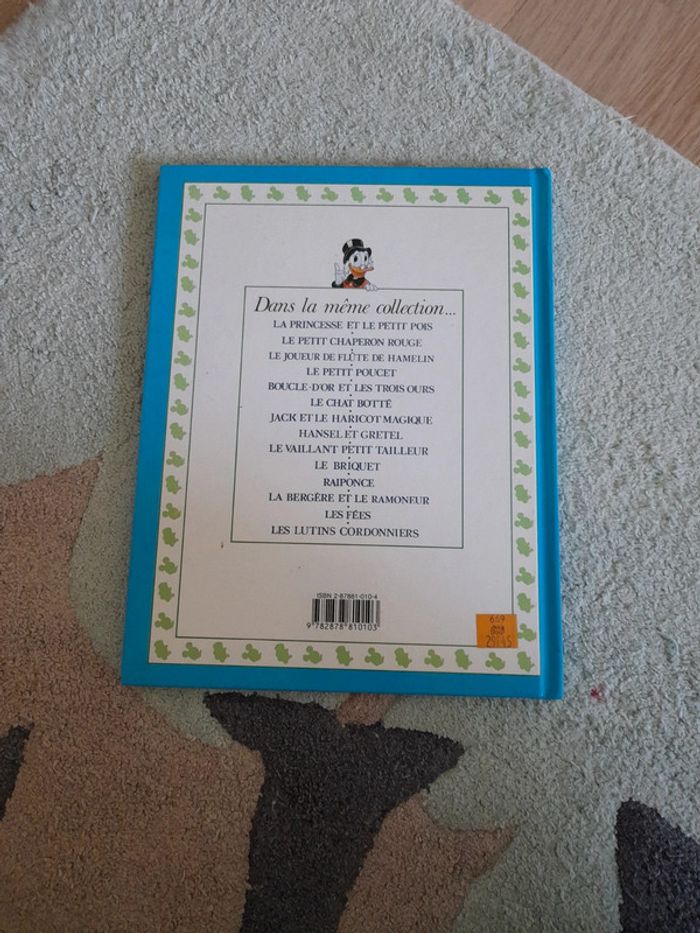 Dans la même collection...
LA PRINCESSE ET LE PETIT POIS
LE PETIT CHAPERON ROUGE
LE JOUEUR DE FLÛTE DE HAMELIN
LE PETIT POUCET
BOUCLE-D'OR ET LES TROIS OURS
LE CHAT BOTTÉ
JACK ET LE HARICOT MAGIQUE
HANSEL ET GRETEL
LE VAILLANT PETIT TAILLEUR
LE BRIQUET
RAIPONCE
LA BERGÈRE ET LE RAMONEUR
LES FÉES
LES LUTINS CORDONNIERS
ISBN 2-87881-010-4
9 782878 810103